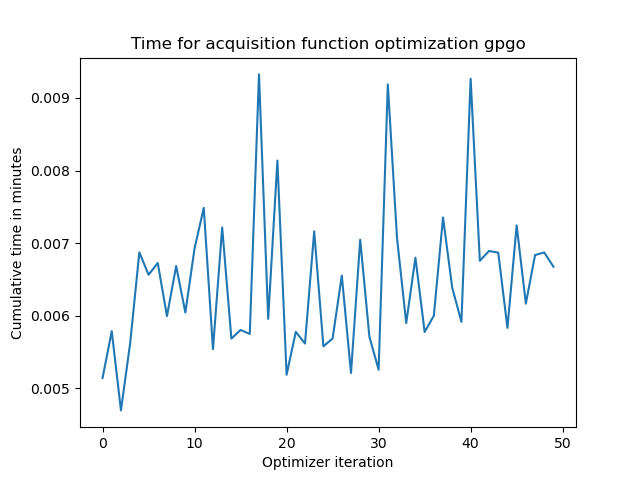 Time for acquisition function optimization gpgo
Cumulative time in minutes
0.009
0.008
0.007
0.006
0.005
0 10 20 30 40 50
Optimizer iteration